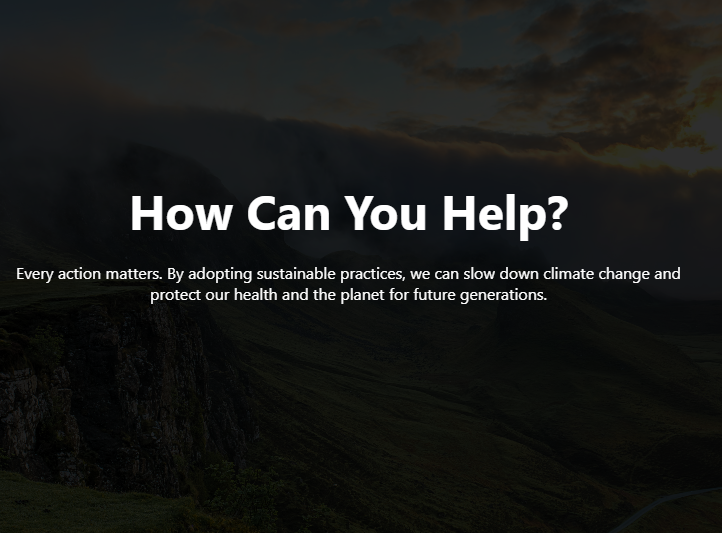 How Can You Help?
Every action matters. By adopting sustainable practices, we can slow down climate change and
protect our health and the planet for future generations.